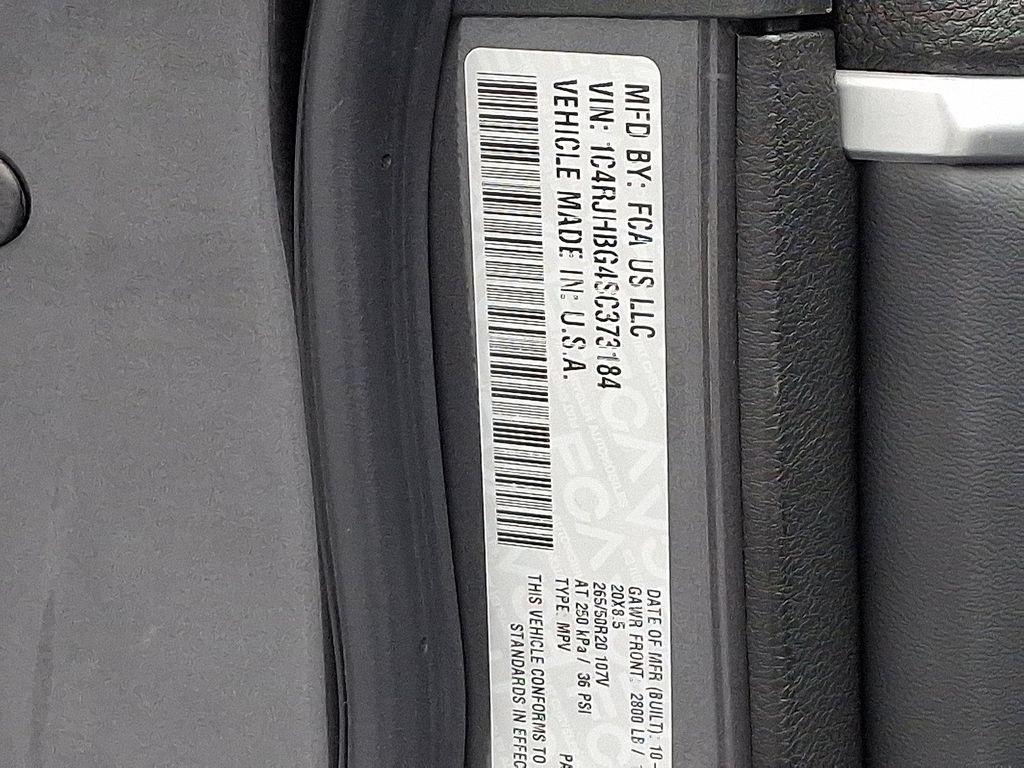 MFD BY: FCA US LLC
VIN: 1C4RJHBG4SC373184
VEHICLE MADE IN: U.S.A.
DATE OF MFR (BUILT): 10-
GAWR FRONT: 2800 LB /
20X8.5
265/50R20 107V
AT 250 kPa / 36 PSI
TYPE: MPV
THIS VEHICLE CONFORMS TO
STANDARDS IN EFFEC